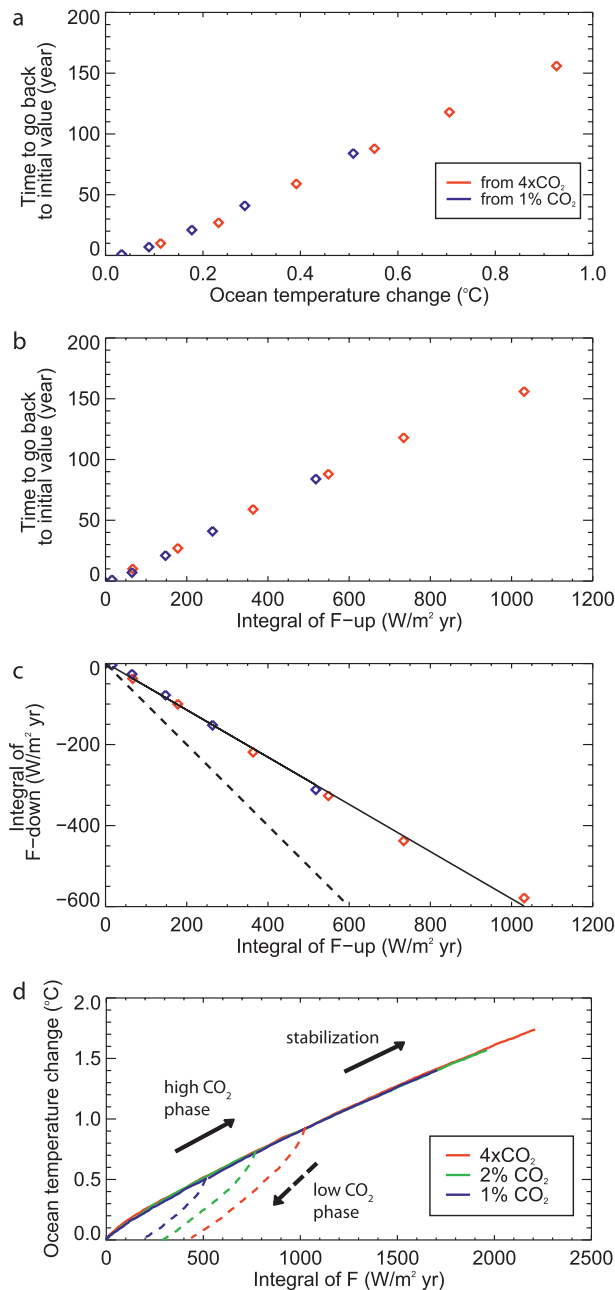 a
Time to go back
to initial value (year)
200
150
100
50
0
0.0 0.2 0.4 0.6 0.8 1.0
Ocean temperature change (°C)
from 4xCO₂
from 1% CO₂
b
Time to go back
to initial value (year)
200
150
100
50
0
0 200 400 600 800 1000 1200
Integral of F−up (W/m² yr)
c
Integral of
F−down (W/m² yr)
0
−200
−400
−600
0 200 400 600 800 1000 1200
Integral of F−up (W/m² yr)
d
Ocean temperature change (°C)
2.0
1.5
1.0
0.5
0.0
0 500 1000 1500 2000 2500
Integral of F (W/m² yr)
stabilization
high CO₂
phase
low CO₂
phase
4xCO₂
2% CO₂
1% CO₂